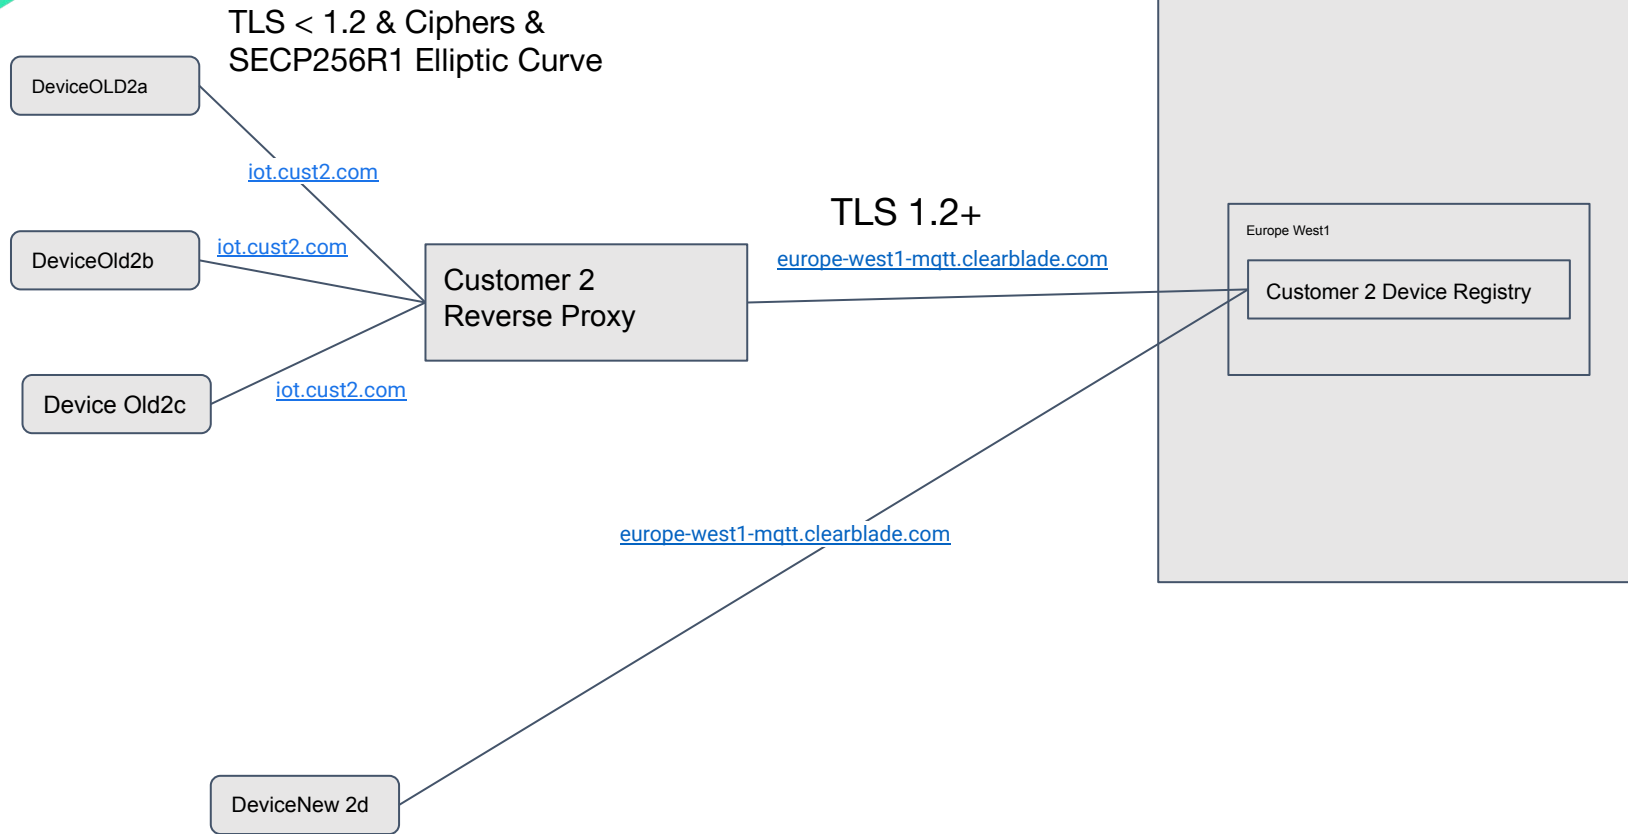 TLS < 1.2 & Ciphers &
SECP256R1 Elliptic Curve
DeviceOLD2a
iot.cust2.com
DeviceOld2b
iot.cust2.com
Device Old2c
iot.cust2.com
Customer 2
Reverse Proxy
TLS 1.2+
europe-west1-mqtt.clearblade.com
Europe West1
Customer 2 Device Registry
europe-west1-mqtt.clearblade.com
DeviceNew 2d